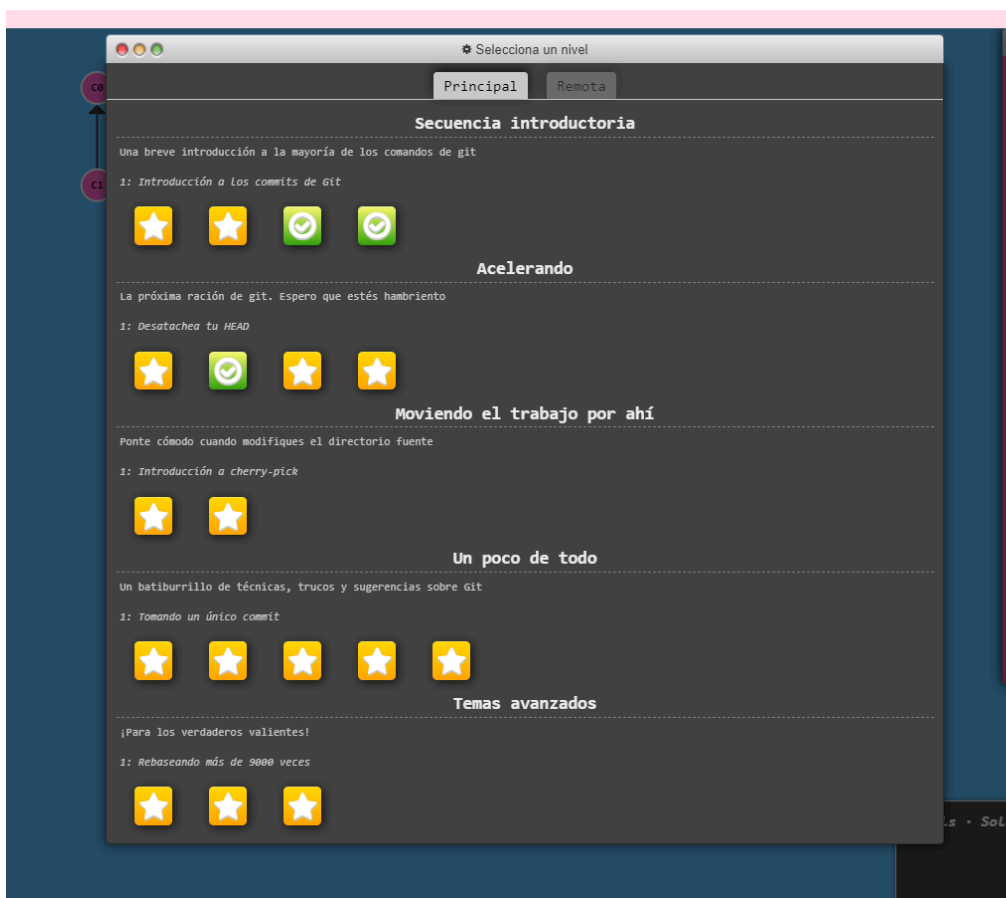 Selecciona un nivel
Principal Remota
C0
C1
Secuencia introductoria
Una breve introducción a la mayoría de los comandos de git
1: Introducción a los commits de Git
Acelerando
La próxima ración de git. Espero que estés hambriento
1: Desatachea tu HEAD
Moviendo el trabajo por ahí
Ponte cómodo cuando modifiques el directorio fuente
1: Introducción a cherry-pick
Un poco de todo
Un batiburrillo de técnicas, trucos y sugerencias sobre Git
1: Tomando un único commit
Temas avanzados
¡Para los verdaderos valientes!
1: Rebaseando más de 9000 veces